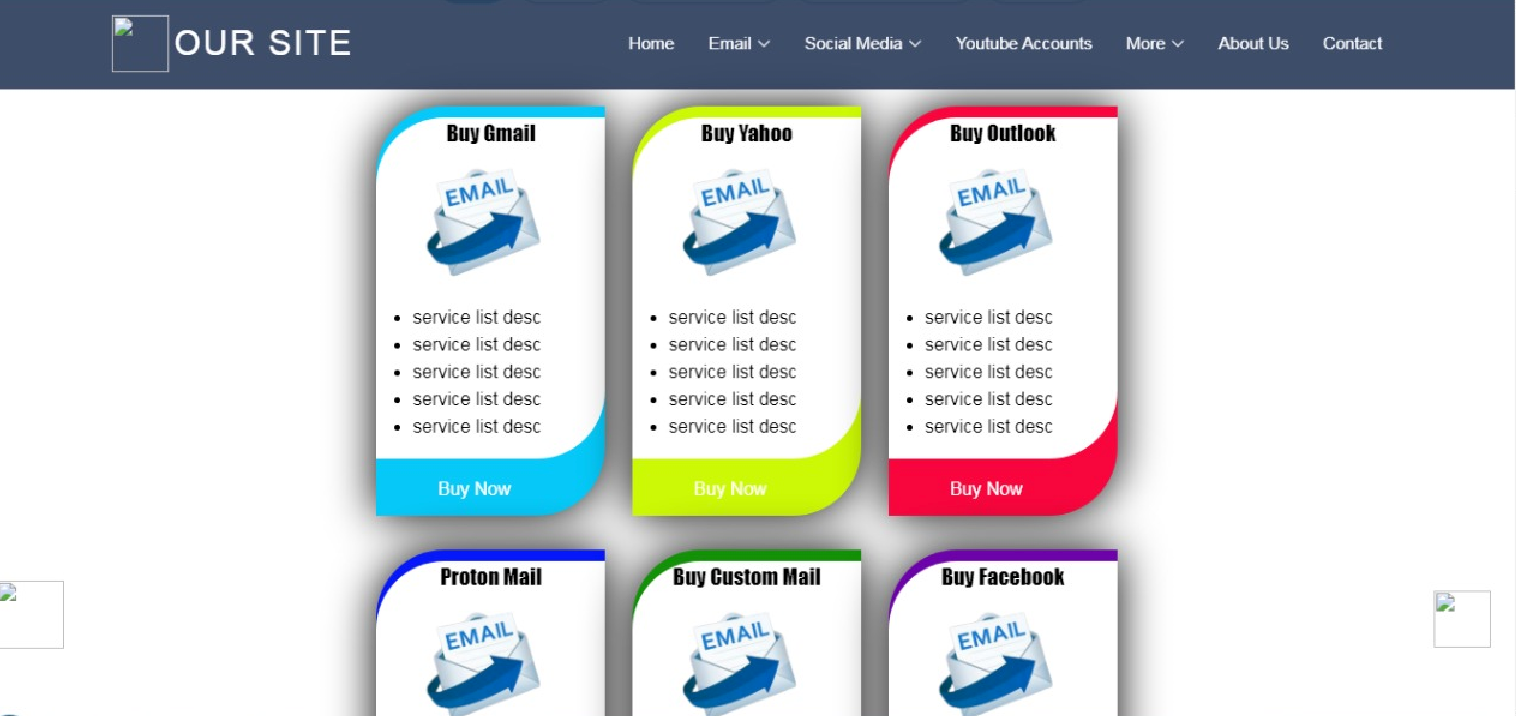 OUR SITE
Home Email Social Media Youtube Accounts More About Us Contact
Buy Gmail Buy Yahoo Buy Outlook
EMAIL EMAIL EMAIL
service list desc service list desc service list desc
service list desc service list desc service list desc
service list desc service list desc service list desc
service list desc service list desc service list desc
service list desc service list desc service list desc
Buy Now Buy Now Buy Now
Proton Mail Buy Custom Mail Buy Facebook
EMAIL EMAIL EMAIL